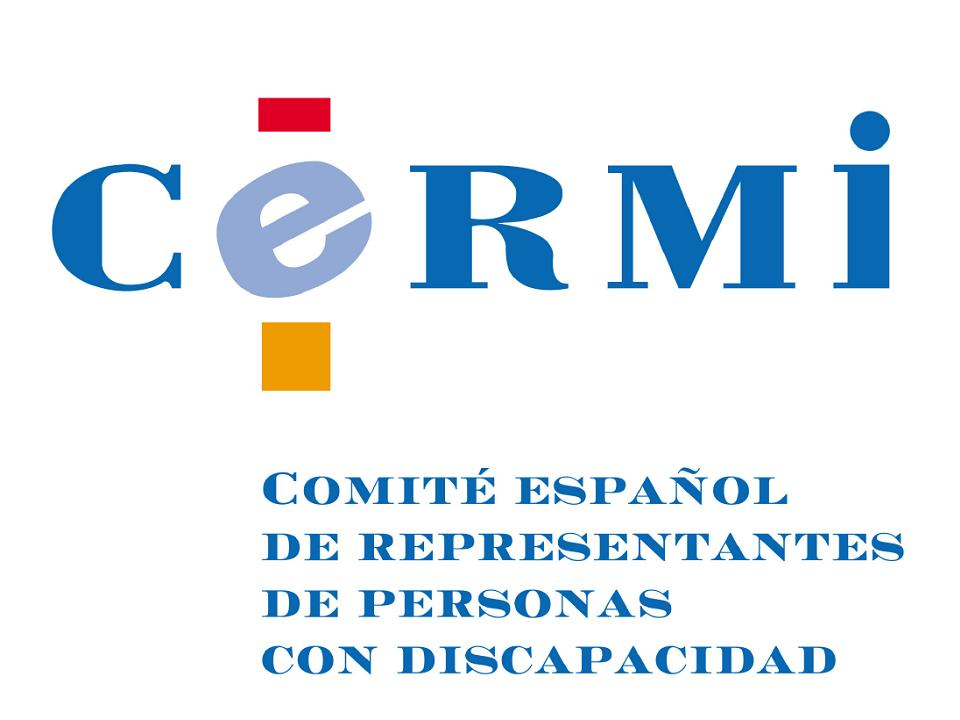 CeRMi
Comité español
de representantes
de personas
con discapacidad